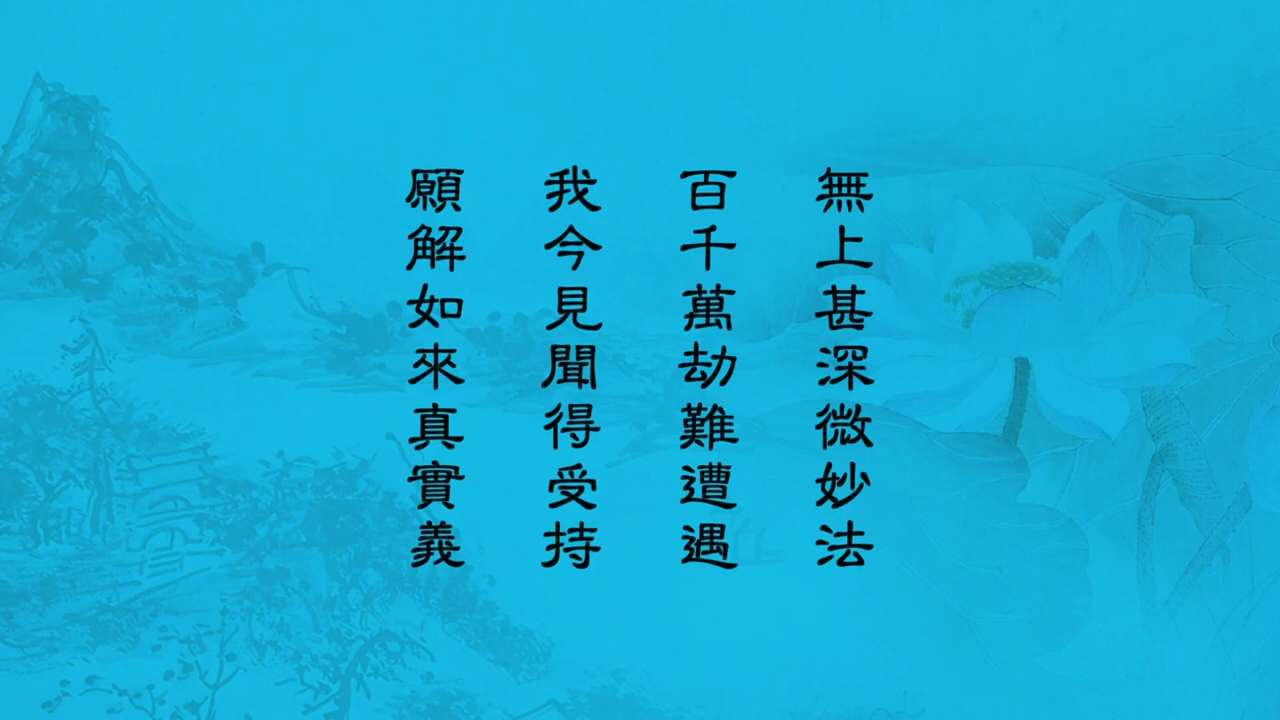 無上甚深微妙法
百千萬劫難遭遇
我今見聞得受持
願解如來真實義